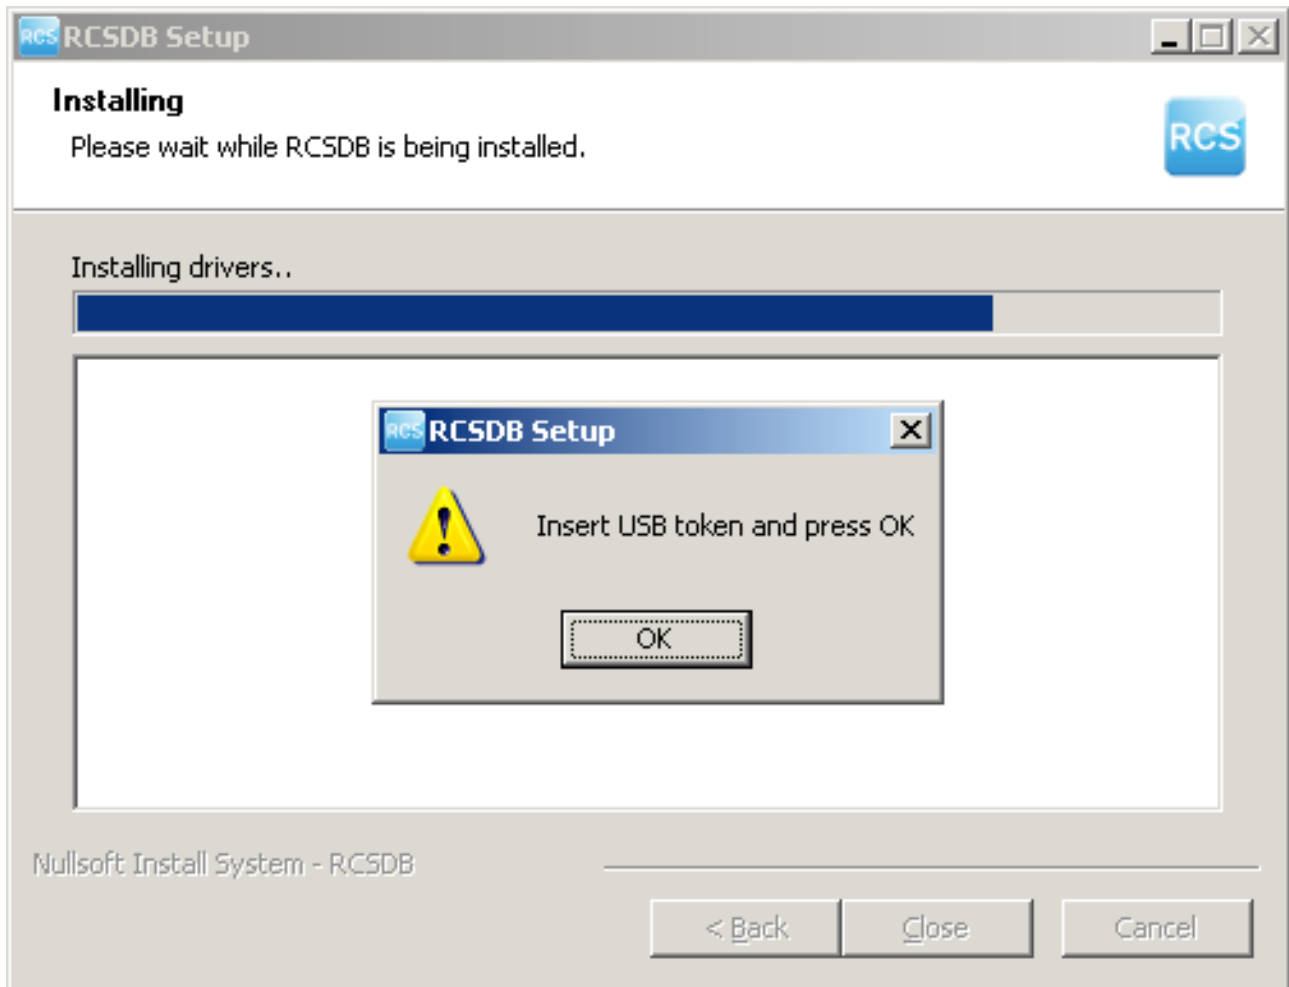 RCS RCSDB Setup
Installing
Please wait while RCSDB is being installed.
RCS
Installing drivers..
RCS RCSDB Setup
Insert USB token and press OK
OK
Nullsoft Install System - RCSDB
< Back
Close
Cancel